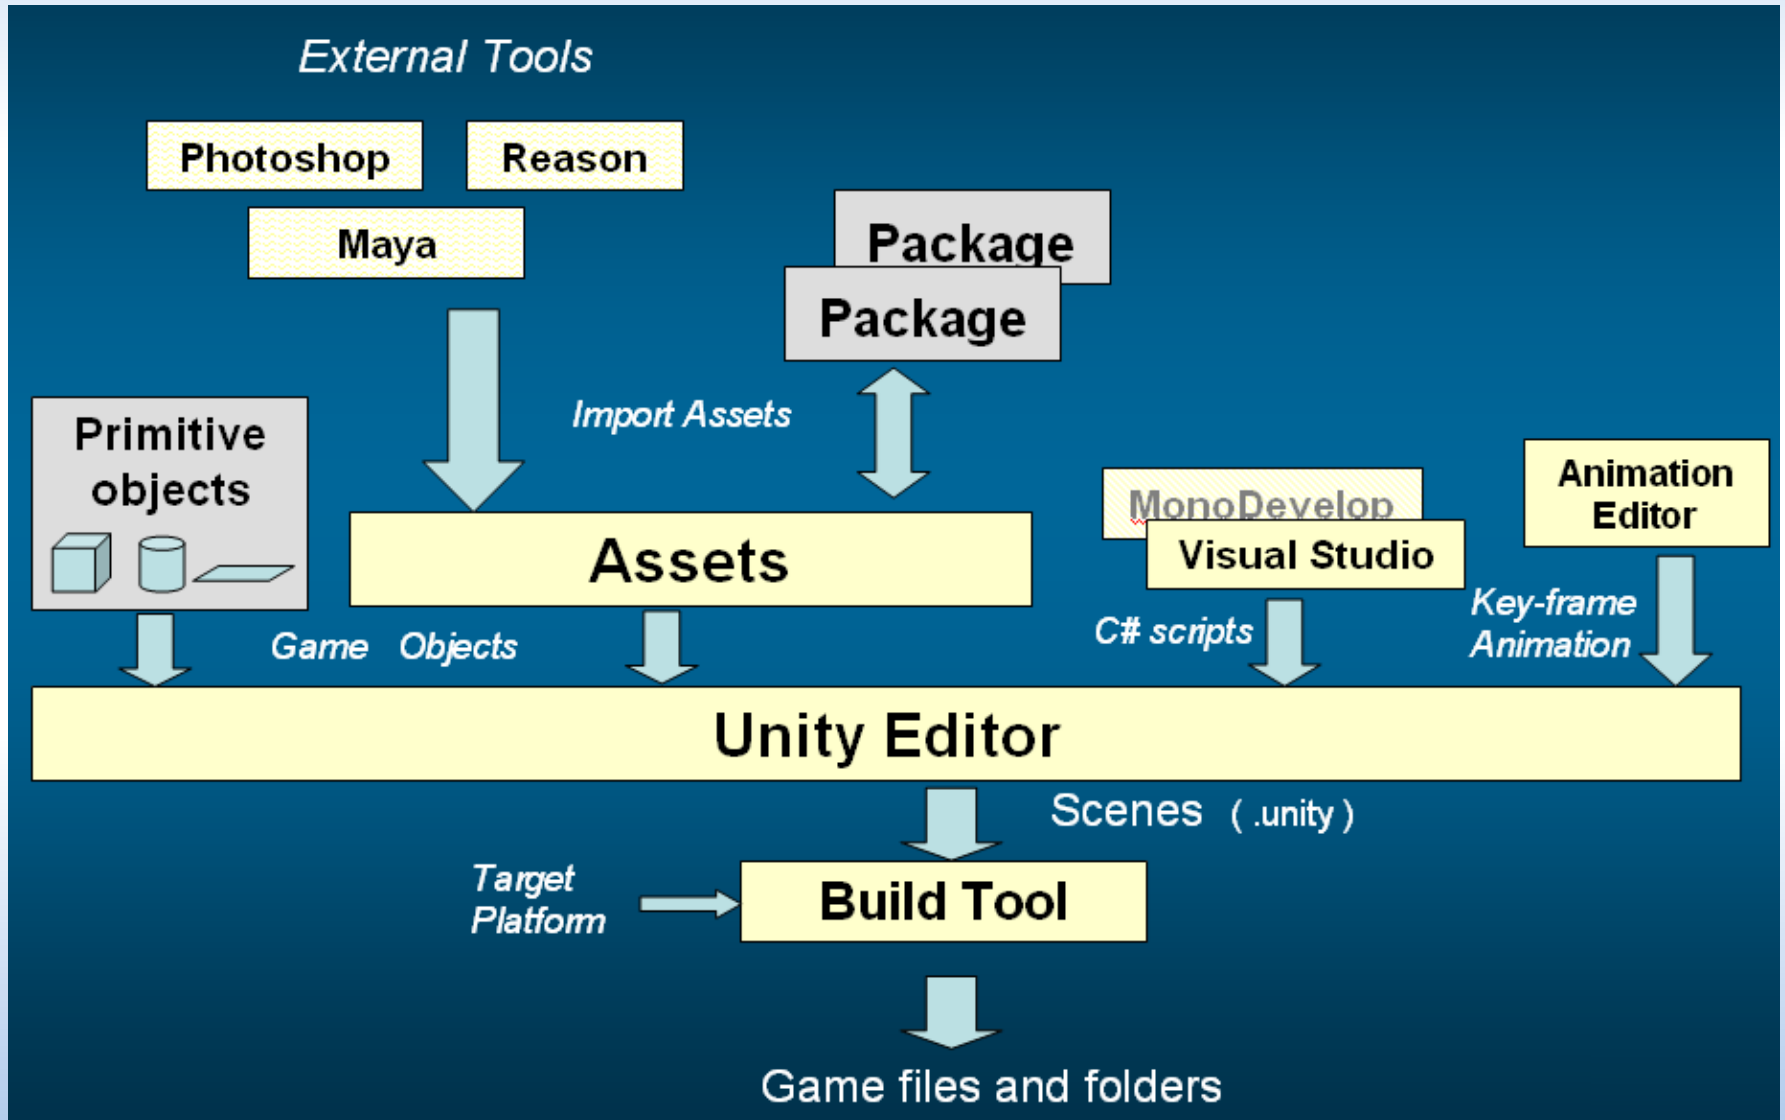 External Tools
Photoshop
Reason
Maya
Package
Package
Import Assets
Primitive
objects
Assets
MonoDevelop
Visual Studio
Animation
Editor
Game Objects
C# scripts
Key-frame
Animation
Unity Editor
Scenes ( .unity )
Target
Platform
Build Tool
Game files and folders